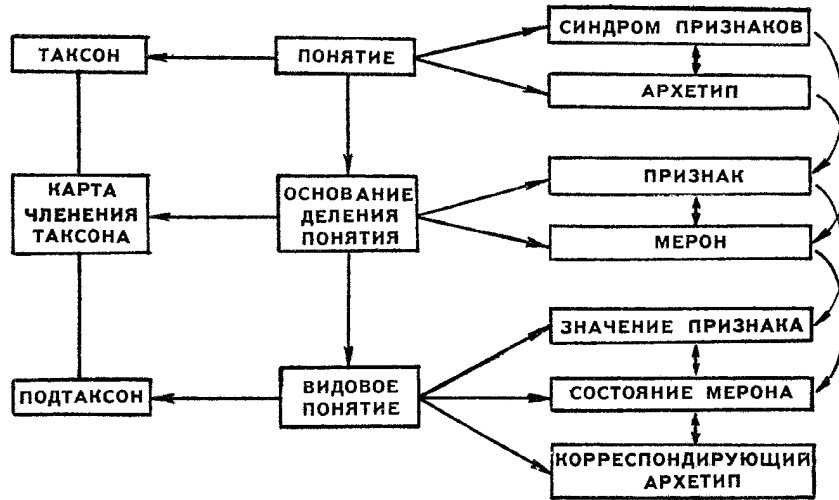 СИНДРОМ ПРИЗНАКОВ
ТАКСОН
ПОНЯТИЕ
АРХЕТИП
КАРТА
ЧЛЕНЕНИЯ
ТАКСОНА
ОСНОВАНИЕ
ДЕЛЕНИЯ
ПОНЯТИЯ
ПРИЗНАК
МЕРОН
ЗНАЧЕНИЕ ПРИЗНАКА
ПОДТАКСОН
ВИДОВОЕ
ПОНЯТИЕ
СОСТОЯНИЕ МЕРОНА
КОРРЕСПОНДИРУЮЩИЙ
АРХЕТИП